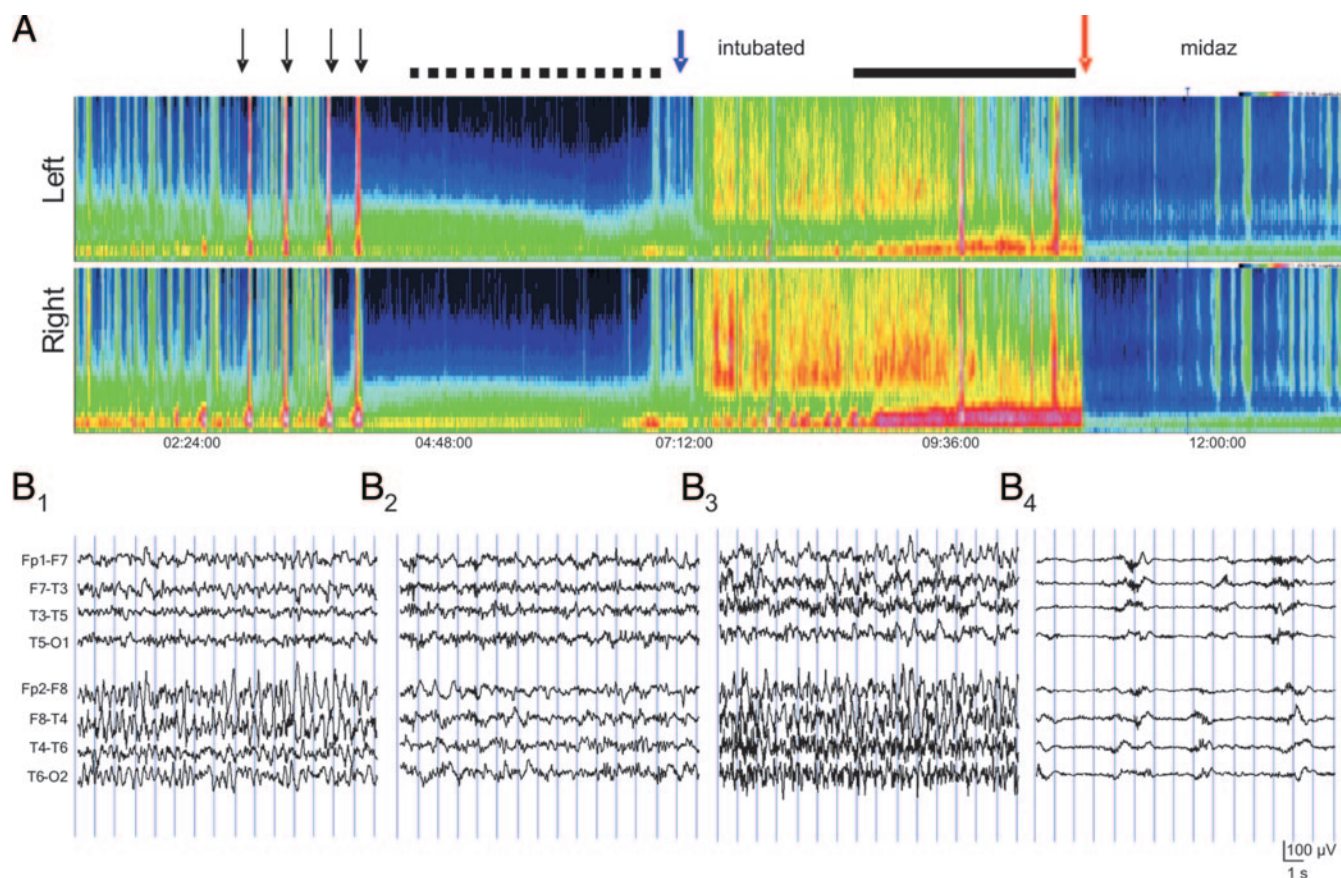 A
intubated
midaz
Left
Right
02:24:00
04:48:00
07:12:00
09:36:00
12:00:00
B1
B2
B3
B4
Fp1-F7
F7-T3
T3-T5
T5-O1
Fp2-F8
F8-T4
T4-T6
T6-O2
100 µV
1 s